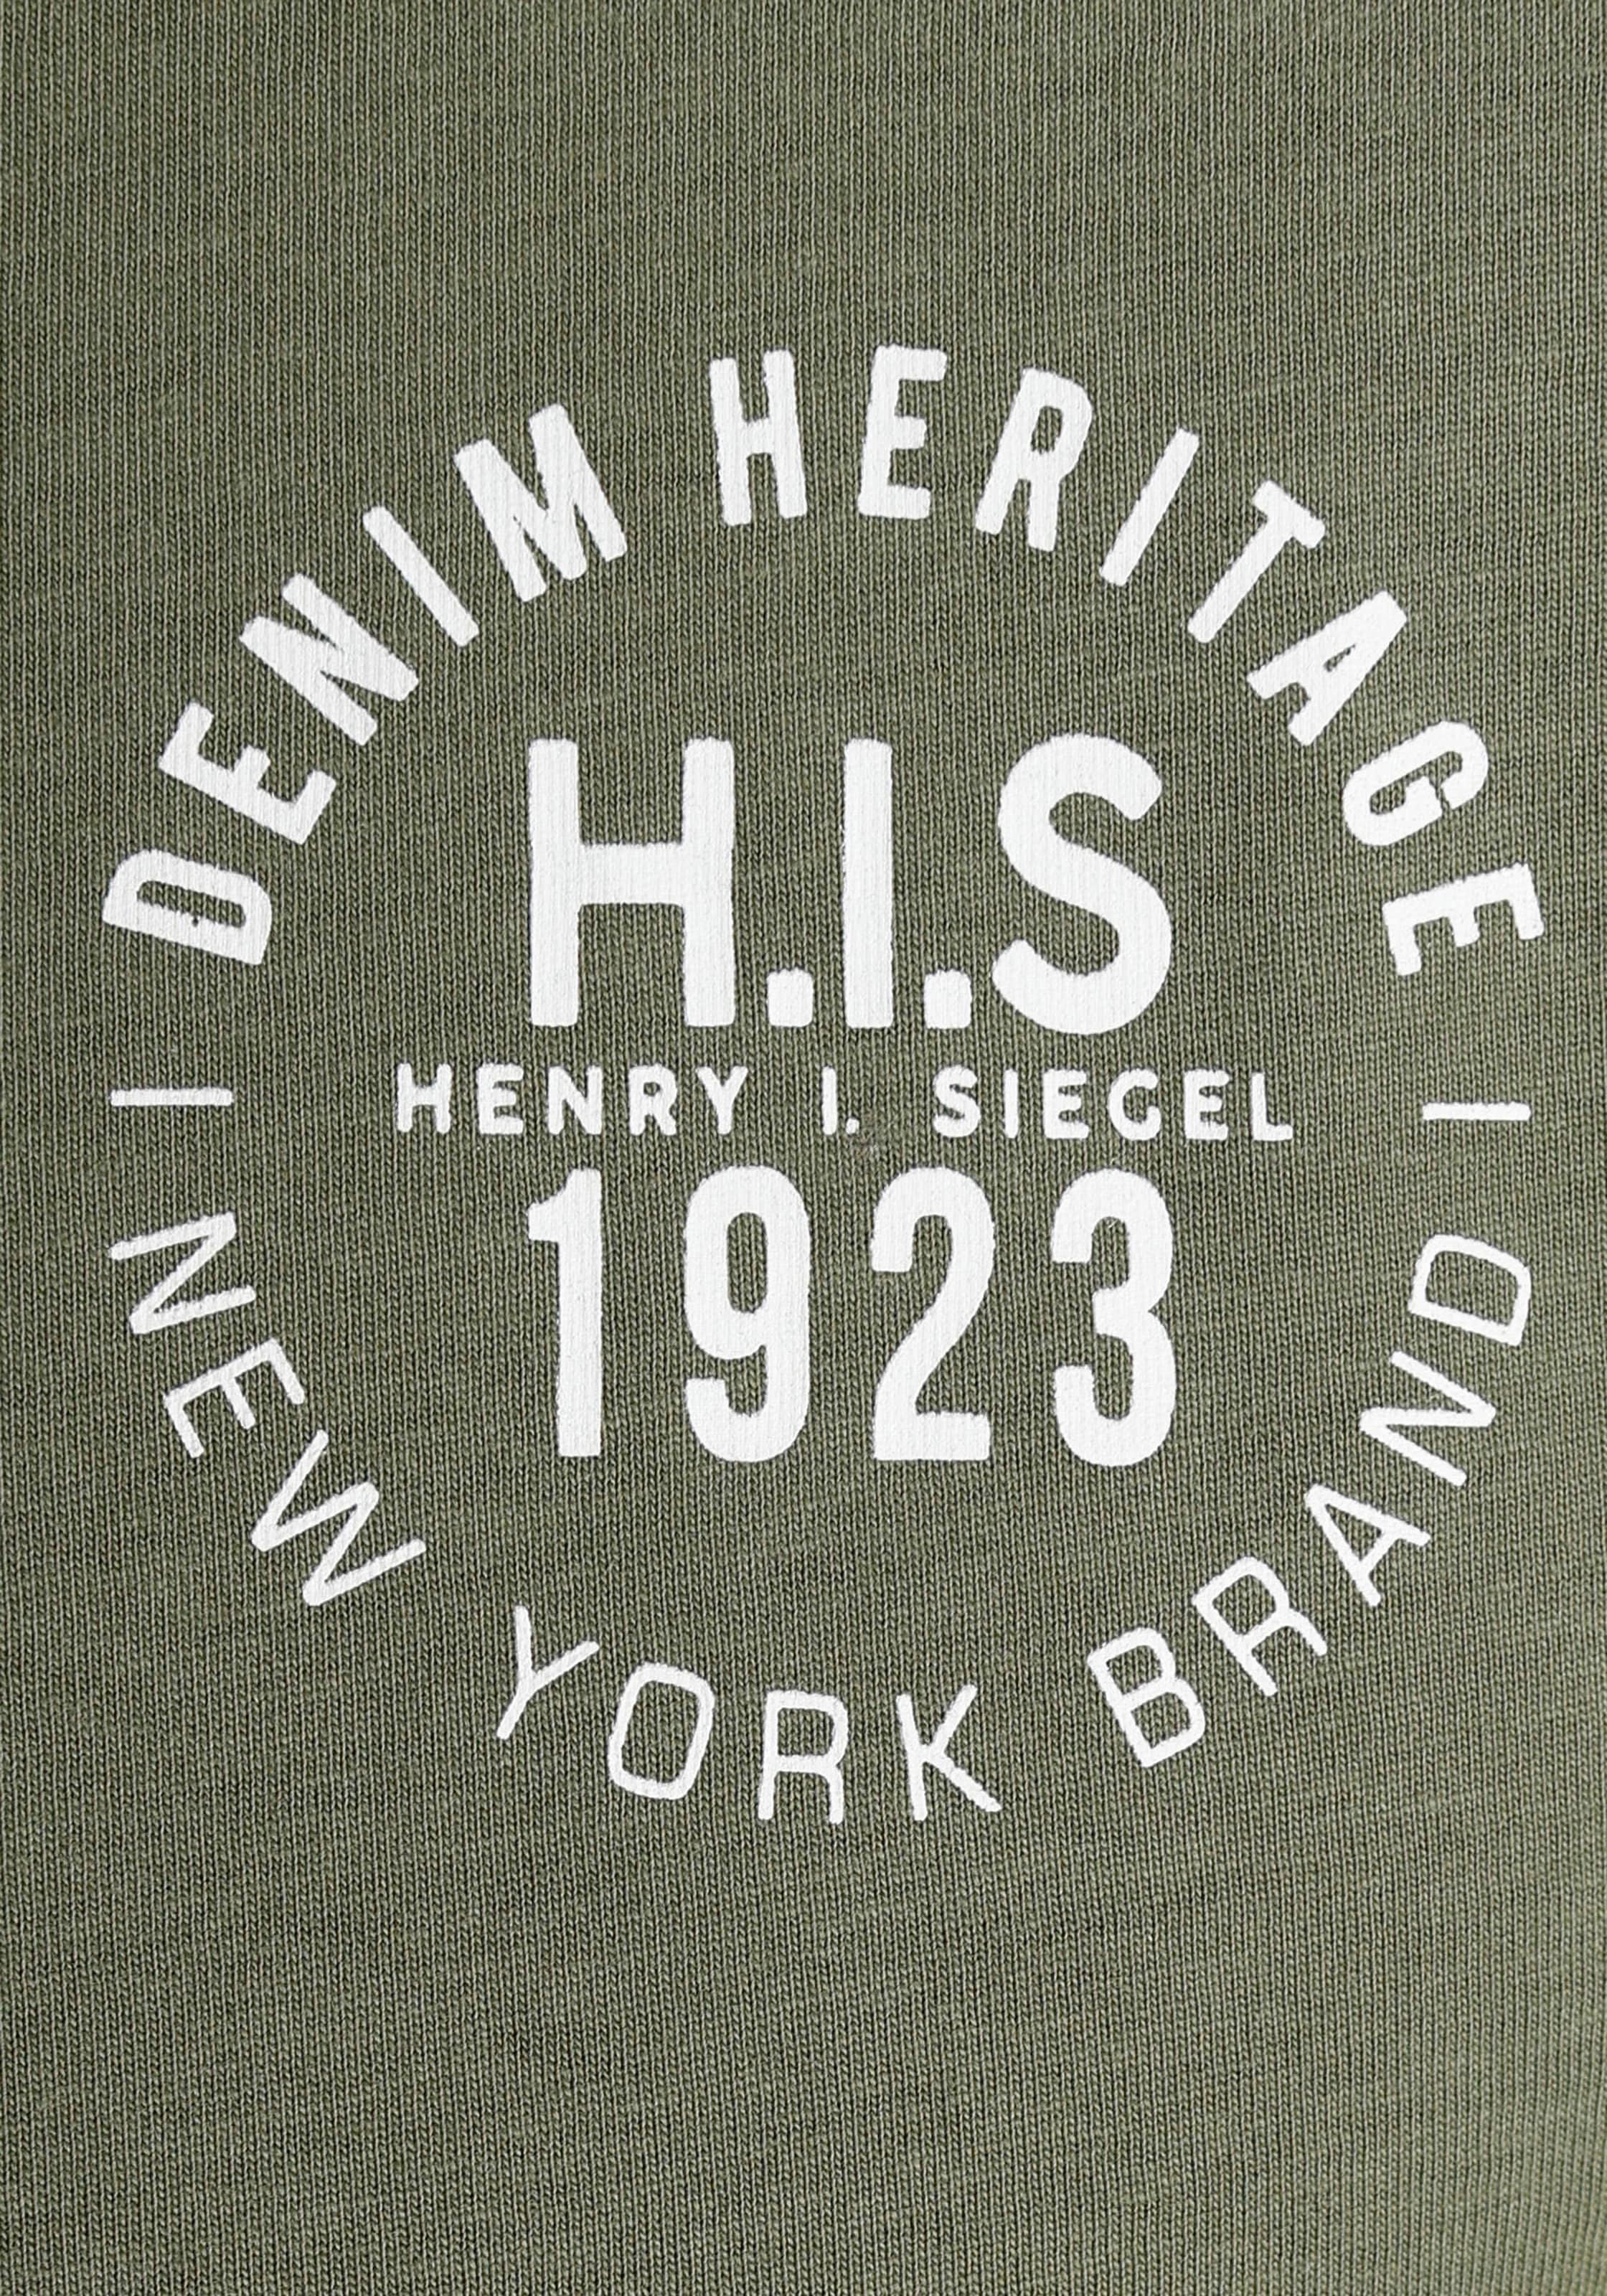 DENIM HERITAGE
H.I.S
HENRY I. SIEGEL
1923
| NEW YORK BRAND |